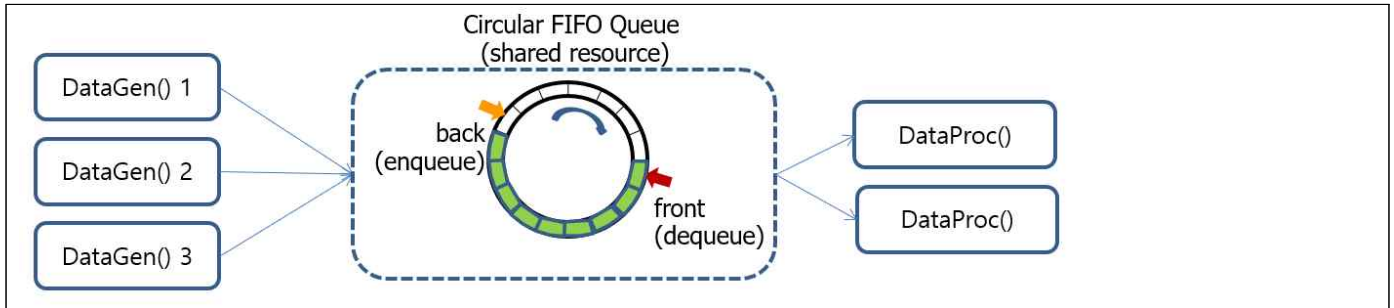 Circular FIFO Queue
(shared resource)
DataGen() 1
DataGen() 2
DataGen() 3
back
(enqueue)
front
(dequeue)
DataProc()
DataProc()